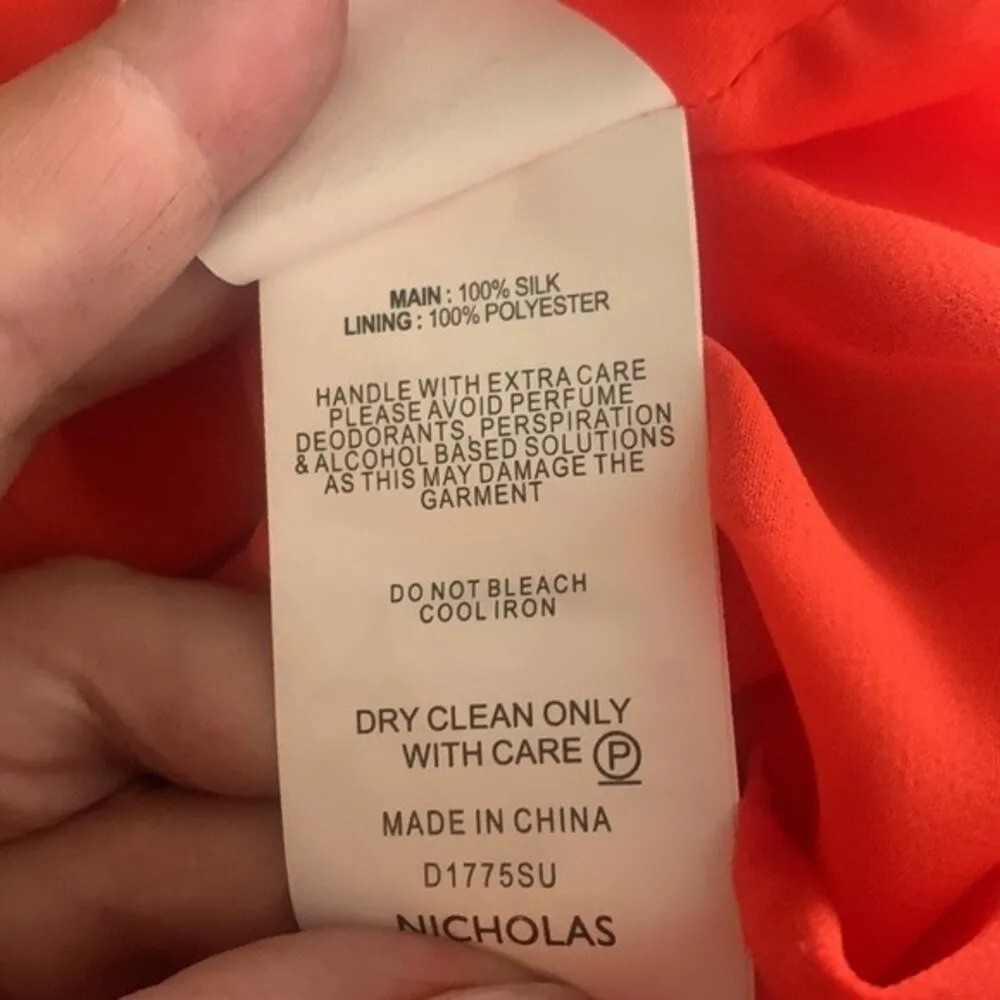 MAIN : 100% SILK
LINING : 100% POLYESTER
HANDLE WITH EXTRA CARE
PLEASE AVOID PERFUME
DEODORANTS, PERSPIRATION
& ALCOHOL BASED SOLUTIONS
AS THIS MAY DAMAGE THE
GARMENT
DO NOT BLEACH
COOL IRON
DRY CLEAN ONLY
WITH CARE P
MADE IN CHINA
D1775SU
NICHOLAS